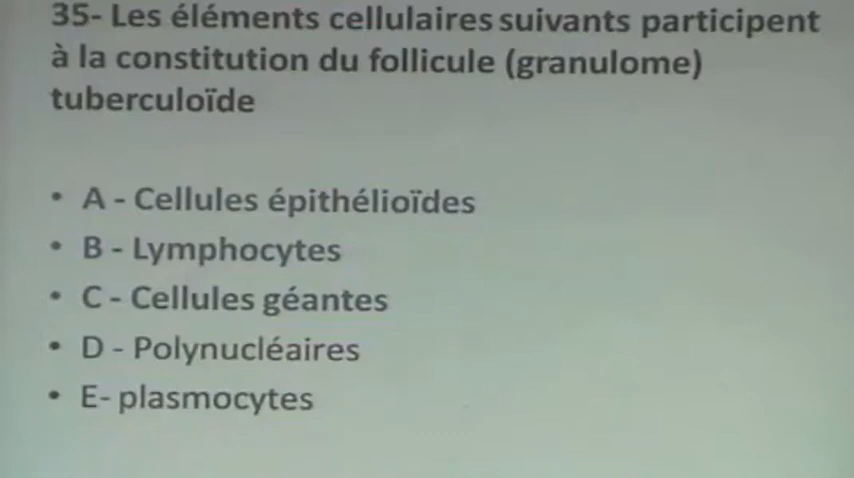 35- Les éléments cellulaires suivants participent
à la constitution du follicule (granulome)
tuberculoïde
• A - Cellules épithélioïdes
• B - Lymphocytes
• C - Cellules géantes
• D - Polynucléaires
• E- plasmocytes